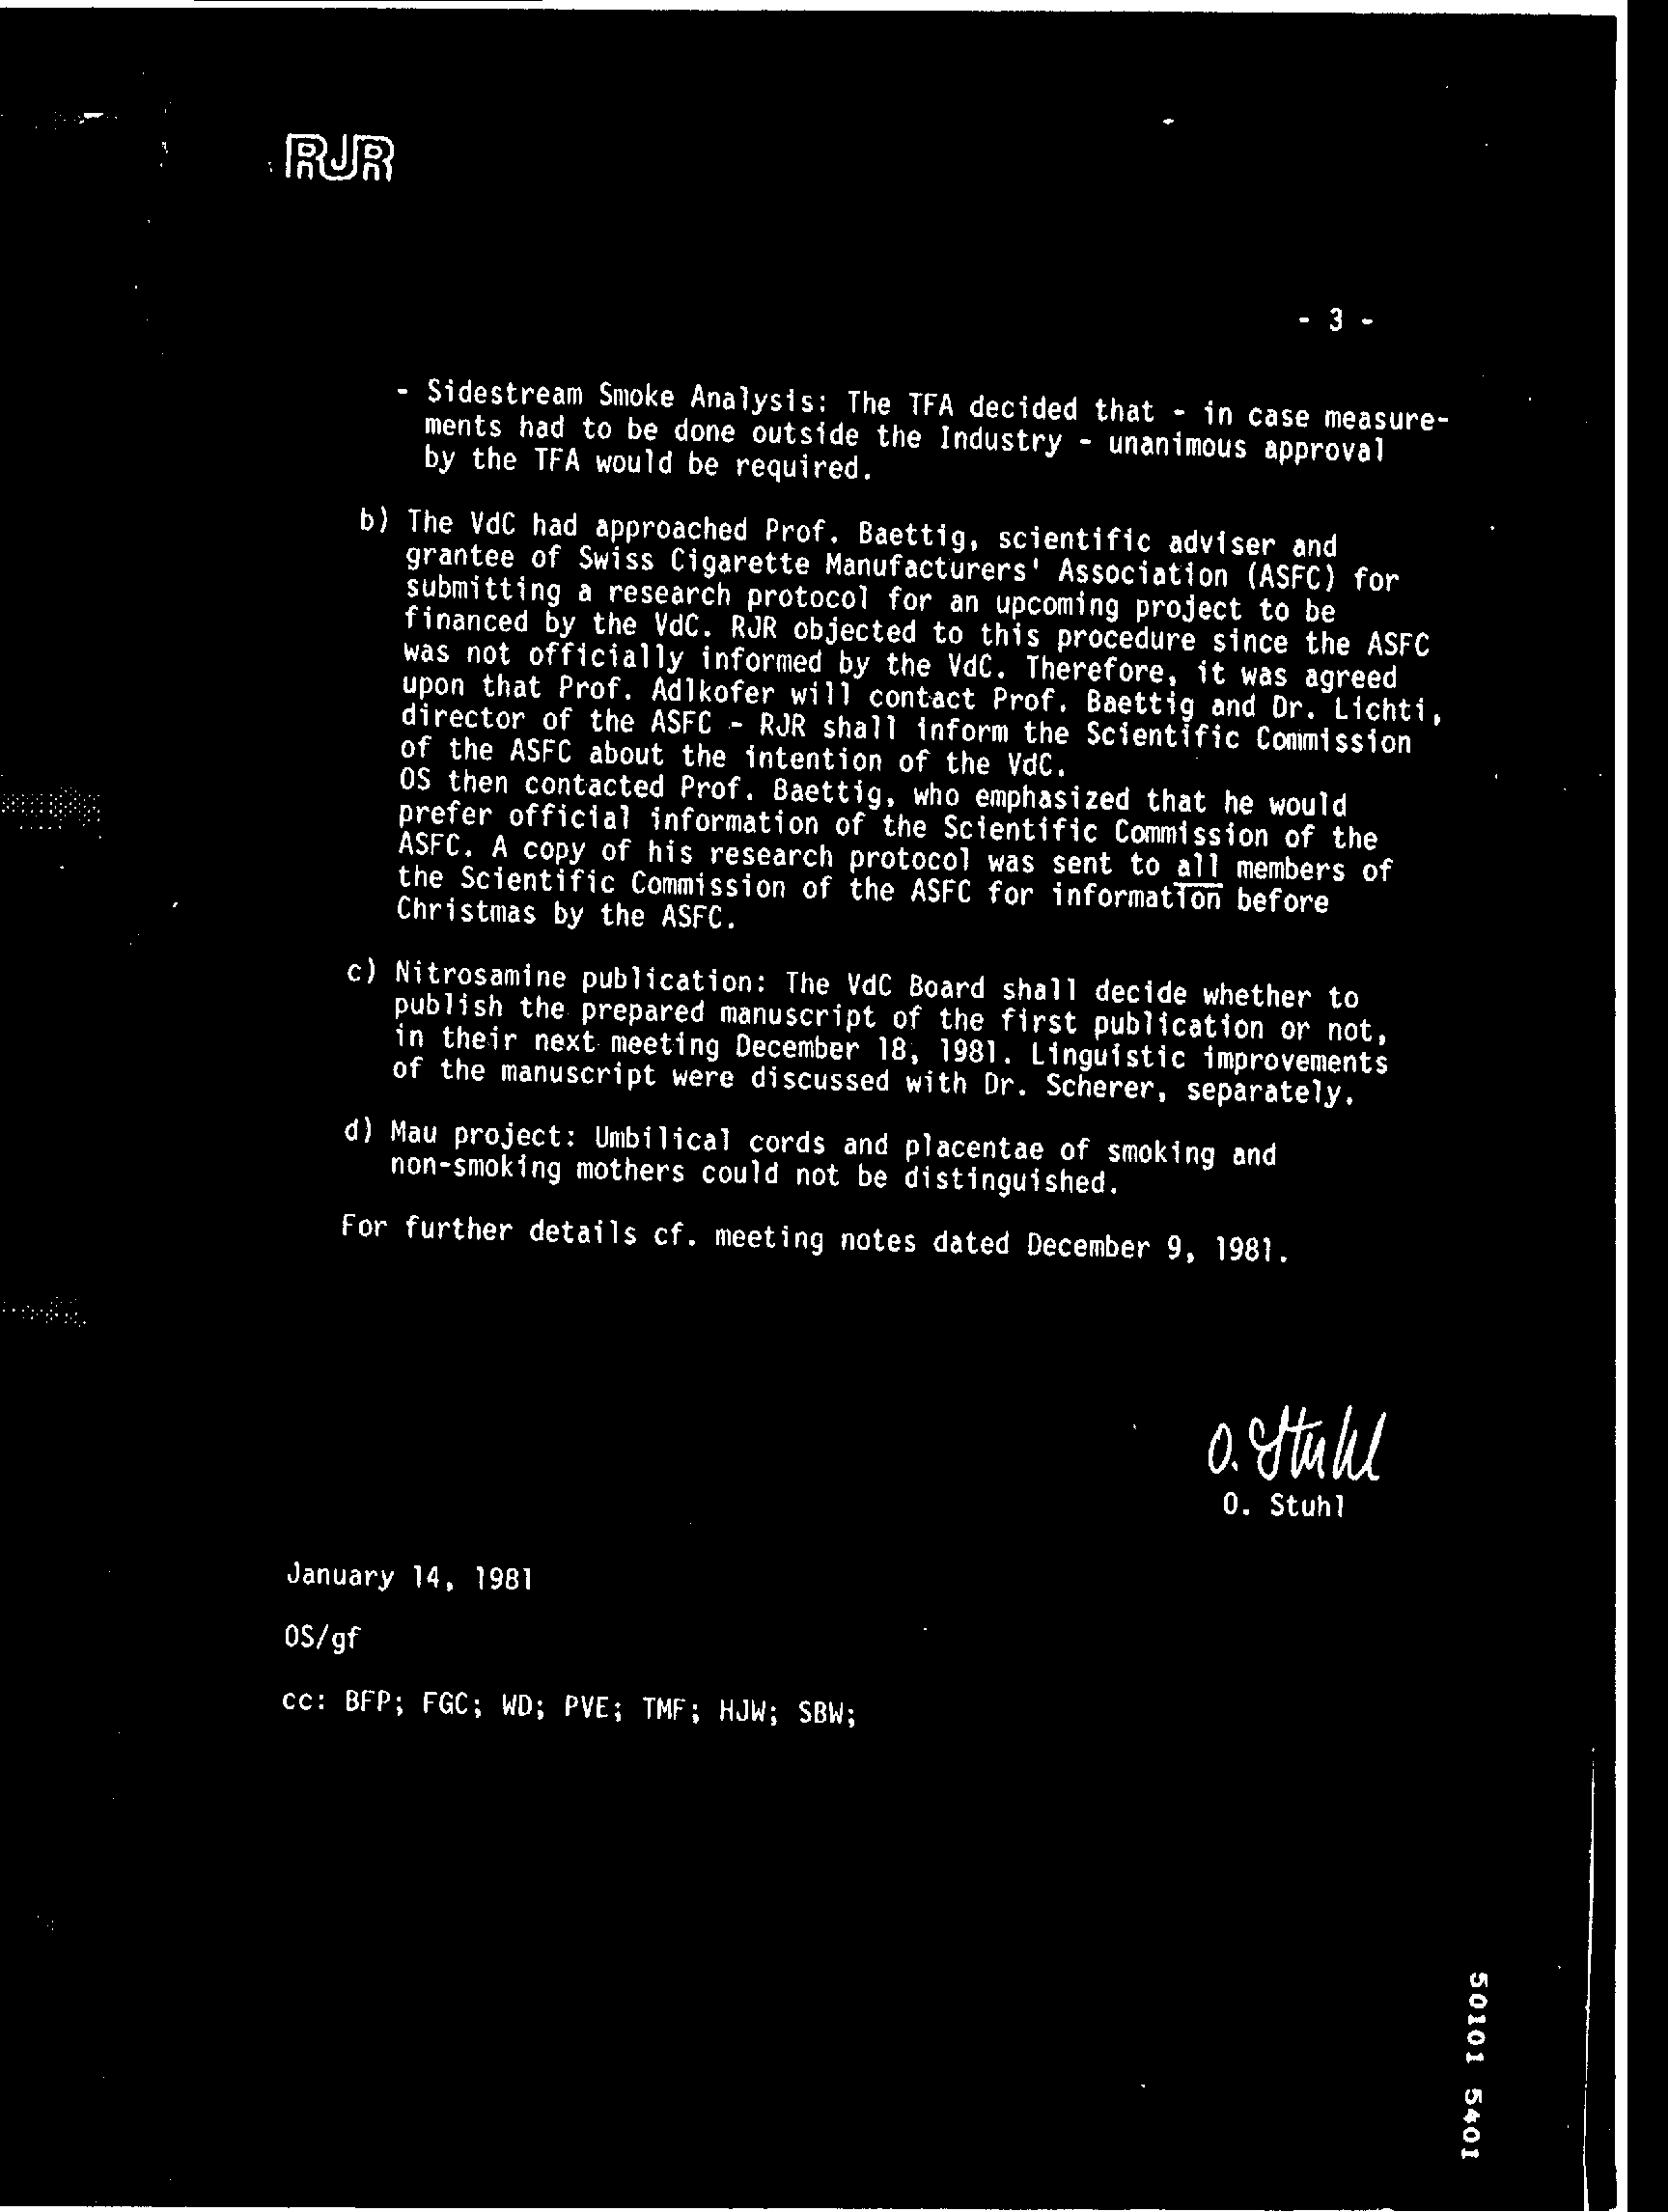 RJR
- 3 -
- Sidestream Smoke Analysis: The TFA decided that - in case measure-
ments had to be done outside the Industry - unanimous approval
by the TFA would be required.
b) The VdC had approached Prof. Baettig, scientific adviser and
grantee of Swiss Cigarette Manufacturers' Association (ASFC) for
submitting a research protocol for an upcoming project to be
financed by the VdC. RJR objected to this procedure since the ASFC
was not officially informed by the VdC. Therefore, it was agreed
upon that Prof. Adlkofer will contact Prof. Baettig and Dr. Lichti,
director of the ASFC - RJR shall inform the Scientific Commission
of the ASFC about the intention of the VdC.
OS then contacted Prof. Baettig, who emphasized that he would
prefer official information of the Scientific Commission of the
ASFC. A copy of his research protocol was sent to all members of
the Scientific Commission of the ASFC for information before
Christmas by the ASFC.
c) Nitrosamine publication: The VdC Board shall decide whether to
publish the prepared manuscript of the first publication or not,
in their next meeting December 18, 1981. Linguistic improvements
of the manuscript were discussed with Dr. Scherer, separately.
d) Mau project: Umbilical cords and placentae of smoking and
non-smoking mothers could not be distinguished.
For further details cf. meeting notes dated December 9, 1981.
O. Stuhl
O. Stuhl
January 14, 1981
OS/gf
cc: BFP; FGC; WD; PVE; TMF; HJW; SBW;
50101 5401